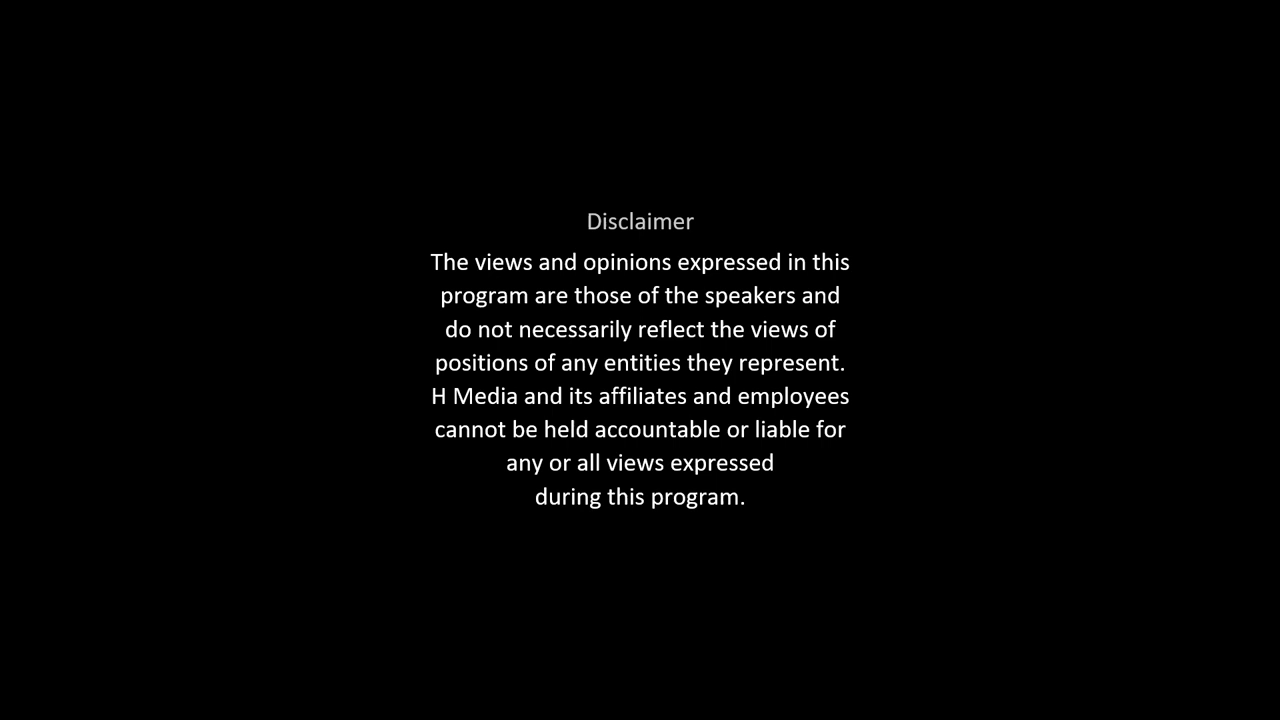 Disclaimer
The views and opinions expressed in this
program are those of the speakers and
do not necessarily reflect the views of
positions of any entities they represent.
H Media and its affiliates and employees
cannot be held accountable or liable for
any or all views expressed
during this program.